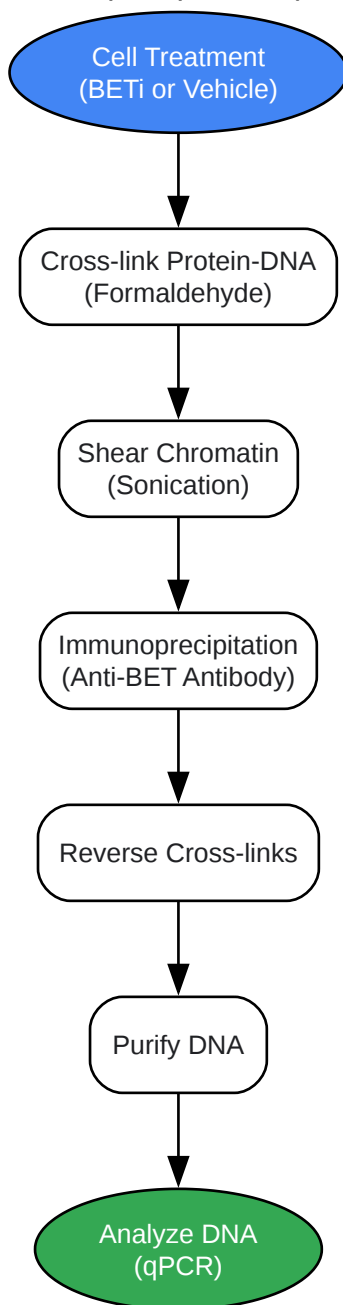 Cell Treatment
(BETi or Vehicle)
Cross-link Protein-DNA
(Formaldehyde)
Shear Chromatin
(Sonication)
Immunoprecipitation
(Anti-BET Antibody)
Reverse Cross-links
Purify DNA
Analyze DNA
(qPCR)